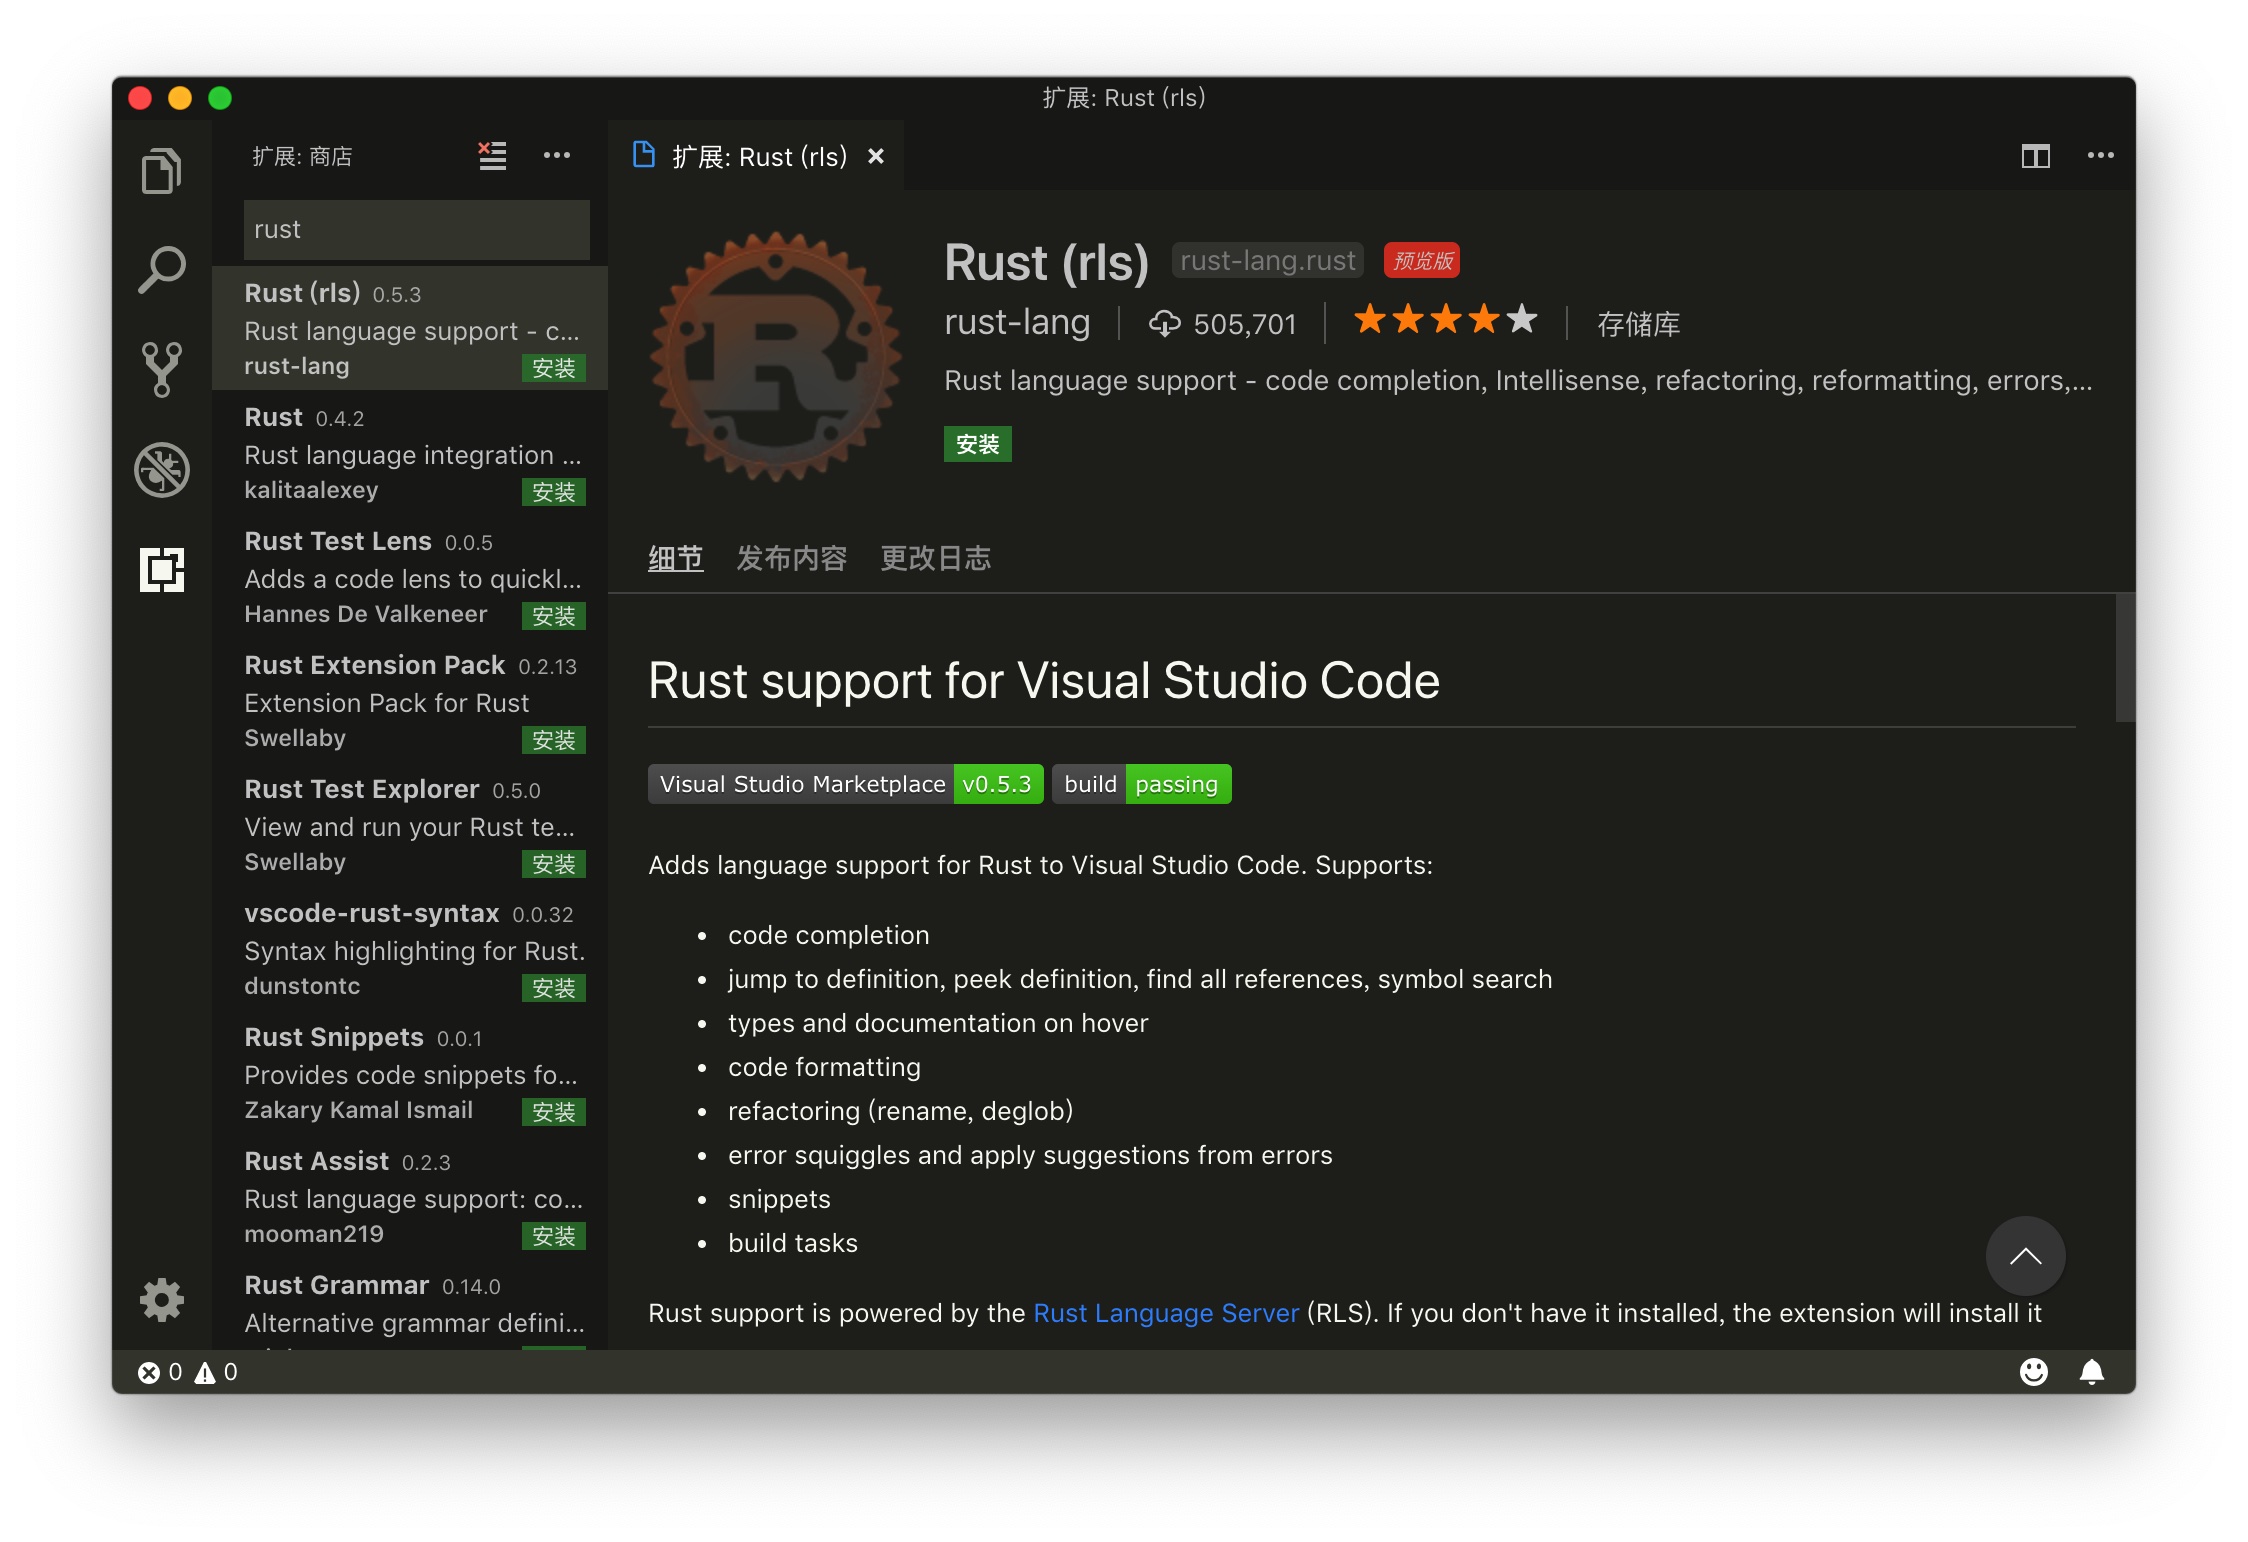 扩展: Rust (rls)
扩展: 商店
rust
Rust (rls) 0.5.3
Rust language support - c...
rust-lang 安装
Rust 0.4.2
Rust language integration ...
kalitaalexey 安装
Rust Test Lens 0.0.5
Adds a code lens to quickl...
Hannes De Valkeneer 安装
Rust Extension Pack 0.2.13
Extension Pack for Rust
Swellaby 安装
Rust Test Explorer 0.5.0
View and run your Rust te...
Swellaby 安装
vscode-rust-syntax 0.0.32
Syntax highlighting for Rust.
dunstontc 安装
Rust Snippets 0.0.1
Provides code snippets fo...
Zakary Kamal Ismail 安装
Rust Assist 0.2.3
Rust language support: co...
mooman219 安装
Rust Grammar 0.14.0
Alternative grammar defini...
扩展: Rust (rls)
R
Rust (rls) rust-lang.rust 预览版
rust-lang 505,701 存储库
Rust language support - code completion, Intellisense, refactoring, reformatting, errors,...
安装
细节 发布内容 更改日志
Rust support for Visual Studio Code
Visual Studio Marketplace v0.5.3 build passing
Adds language support for Rust to Visual Studio Code. Supports:
• code completion
• jump to definition, peek definition, find all references, symbol search
• types and documentation on hover
• code formatting
• refactoring (rename, deglob)
• error squiggles and apply suggestions from errors
• snippets
• build tasks
Rust support is powered by the Rust Language Server (RLS). If you don't have it installed, the extension will install it
0 0